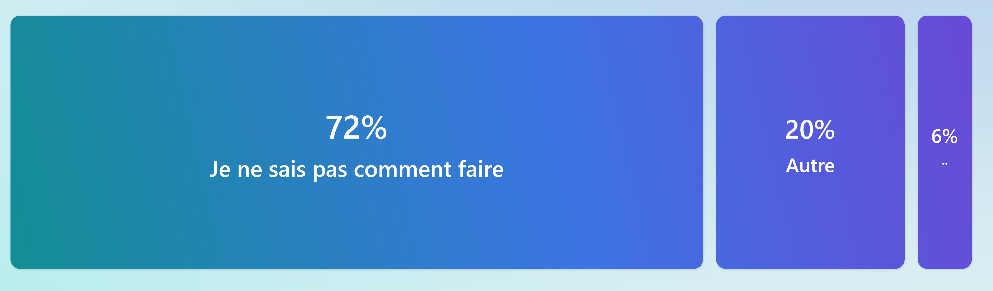 72%
Je ne sais pas comment faire
20%
Autre
6%
..